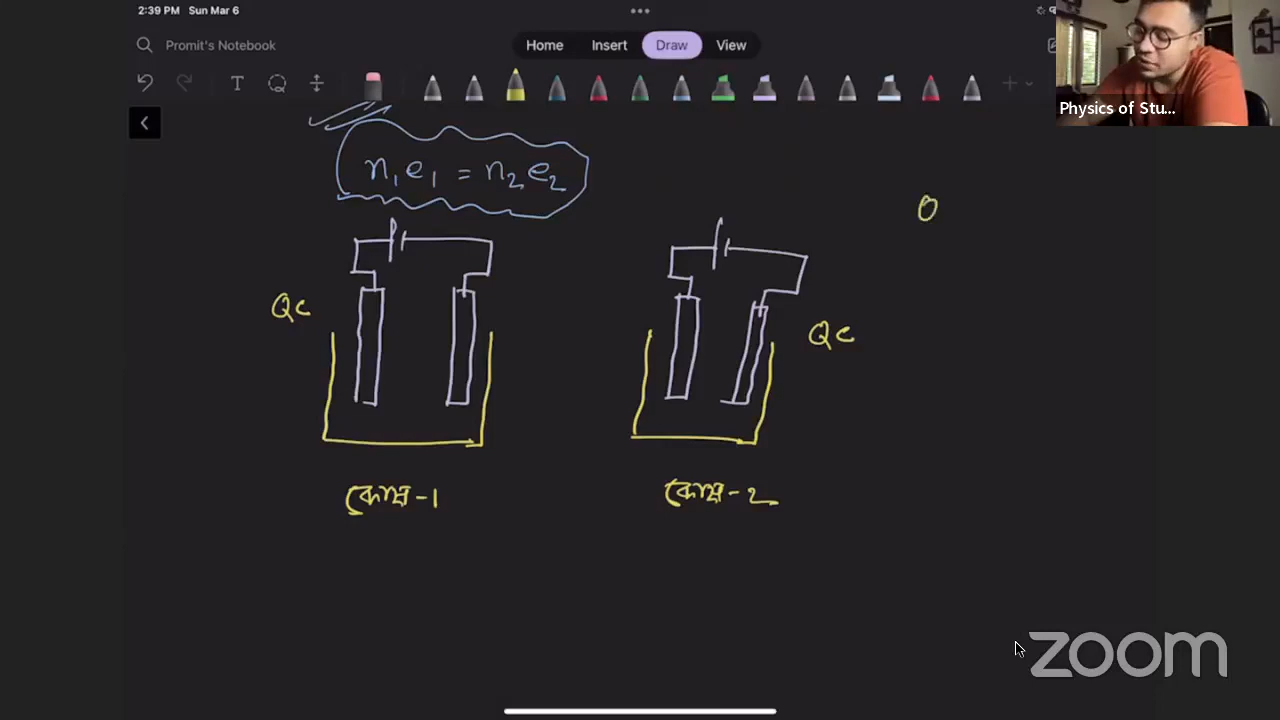 2:39 PM Sun Mar 6
Promit's Notebook
Home Insert Draw View
T
Physics of Stu...
n₁e₁ = n₂e₂
QC
QC
কোষ-1
কোষ-2
zoom